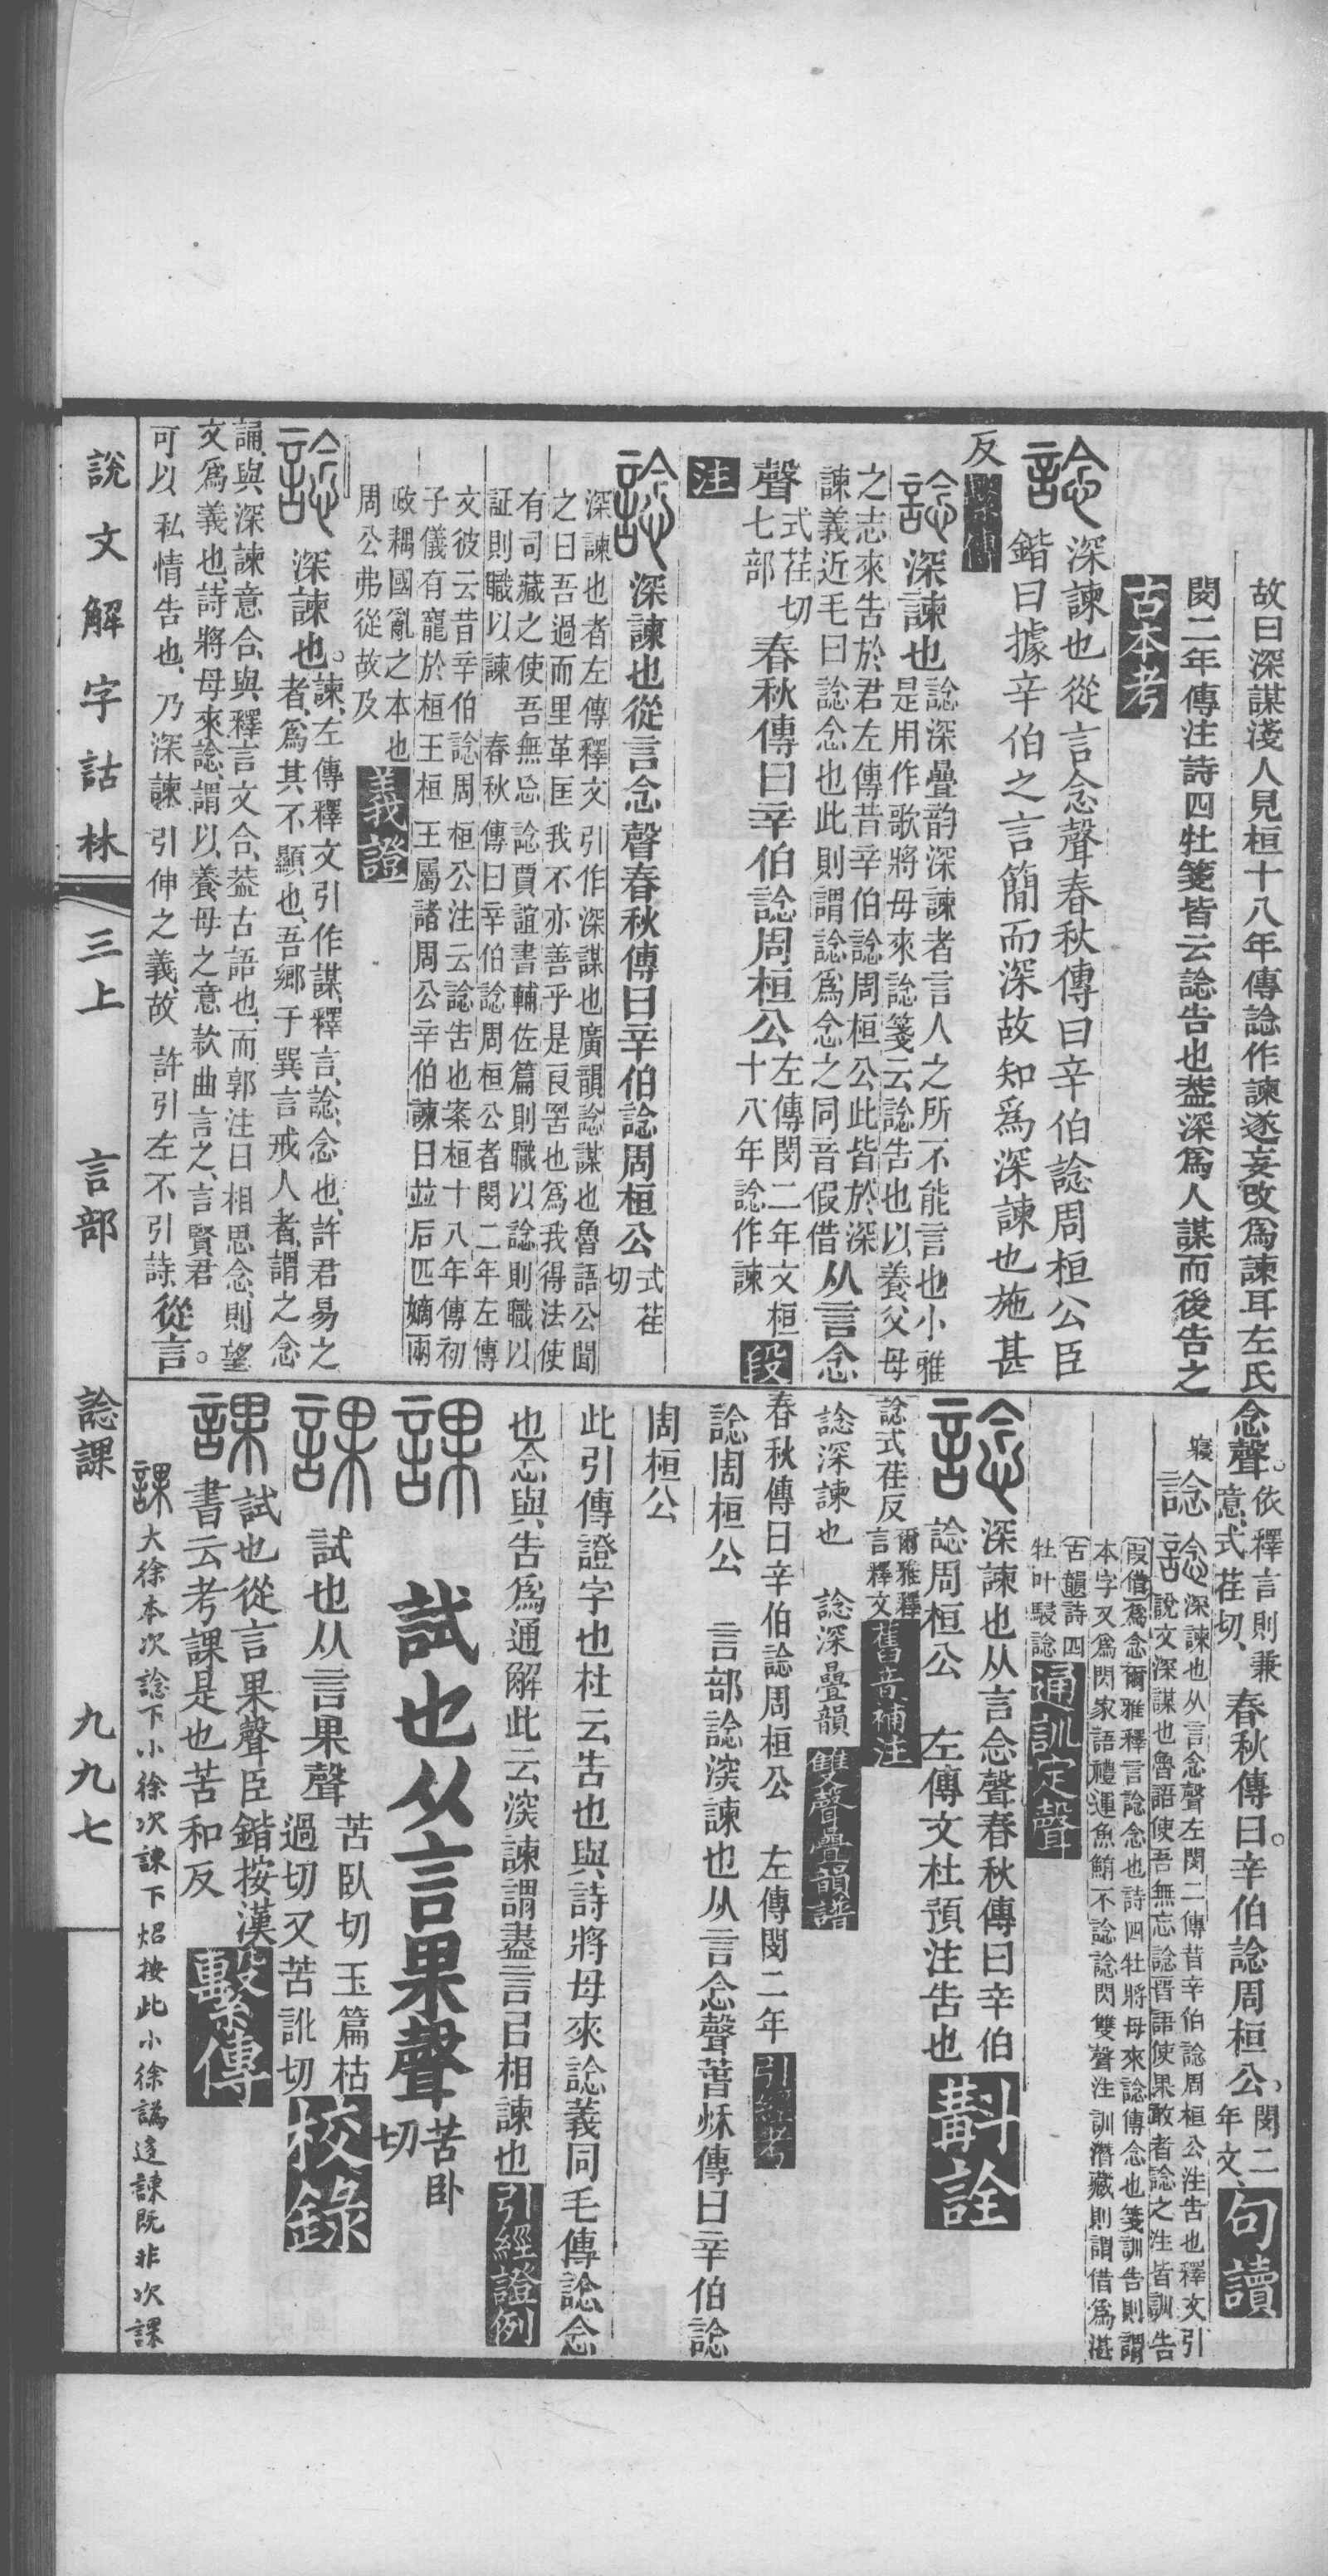 故曰深謀淺人見桓十八年傳諗作諫遂妄改爲諫耳左氏
閔二年傳注詩四牡箋皆云諗告也葢深爲人謀而後告之
古本考
諗
深諫也從言念聲春秋傳曰辛伯諗周桓公臣
鍇曰據辛伯之言簡而深故知爲深諫也施甚
反
繫傳
諗
深諫也
諗深疊韵深諫者言人之所不能言也小雅
是用作歌將母來諗箋云諗告也以養父母
之志來告於君左傳昔辛伯諗周桓公此皆於深
諫義近毛曰諗念也此則謂諗爲念之同音假借
从言念
聲
式荏切
七部
春秋傳曰辛伯諗周桓公
左傳閔二年文桓
十八年諗作諫
段
注
諗
深諫也從言念聲春秋傳曰辛伯諗周桓公
式荏
切
深諫也者左傳釋文引作深謀也廣韻諗謀也魯語公聞
之曰吾過而里革匡我不亦善乎是良罟也爲我得法使
有司藏之使吾無忘諗賈誼書輔佐篇則職以諗則職以
証則職以諫 春秋傳曰辛伯諗周桓公者閔二年左傳
文彼云昔辛伯諗周桓公注云諗告也案桓十八年傳初
子儀有寵於桓王桓王屬諸周公辛伯諫曰並后匹嫡兩
政耦國亂之本也
周公弗從故及
義證
諗
深諫也。
諫、左傳釋文引作謀、釋言、諗、念也、許君易之
者、爲其不顯也、吾鄉于巽言戒人者、謂之念
誦、與深諫意合、與釋言文合、葢古語也、而郭注曰相思念、則望
文爲義也、詩將母來諗、謂以養母之意款曲言之、言賢君
可以私情告也、乃深諫引伸之義、故許引左不引詩、
從言
念聲。
依釋言則兼
意、式荏切、
春秋傳曰。辛伯諗周桓公、
閔二
年文、
句讀
諗
諗
深諫也从言念聲左閔二傳昔辛伯諗周桓公注告也釋文引
說文深謀也魯語使吾無忘諗晉語使果敢者諗之注皆訓告
叚借爲念爾雅釋言諗念也詩四牡將母來諗傳念也箋訓告則謂
本字又爲閃家語禮運魚鮪不諗諗閃雙聲注訓潛藏則謂借爲湛
古韻詩四
牡叶駸諗
通訓定聲
諗
深諫也从言念聲春秋傳曰辛伯
諗周桓公 左傳文杜預注告也
斠詮
諗式荏反
爾雅釋
言釋文
舊音補注
諗深諫也 諗深疊韻
雙聲疊韻譜
春秋傳曰辛伯諗周桓公 左傳閔二年
引經考
諗周桓公 言部諗深諫也从言念聲萅秌傳曰辛伯諗
周桓公
此引傳證字也杜云告也與詩將母來諗義同毛傳諗念
也念與告爲通解此云深諫謂盡言㠯相諫也
引經證例
課
試也从言果聲
苦卧
切
課
試也从言果聲
苦臥切玉篇枯
過切又苦訛切
校錄
課
試也從言果聲臣鍇按漢
書云考課是也苦和反
繫傳
課
大徐本次諗下小徐次諫下炤按此小徐譌迻諫既非次課
說文解字詁林
三上
言部
諗課
九九七